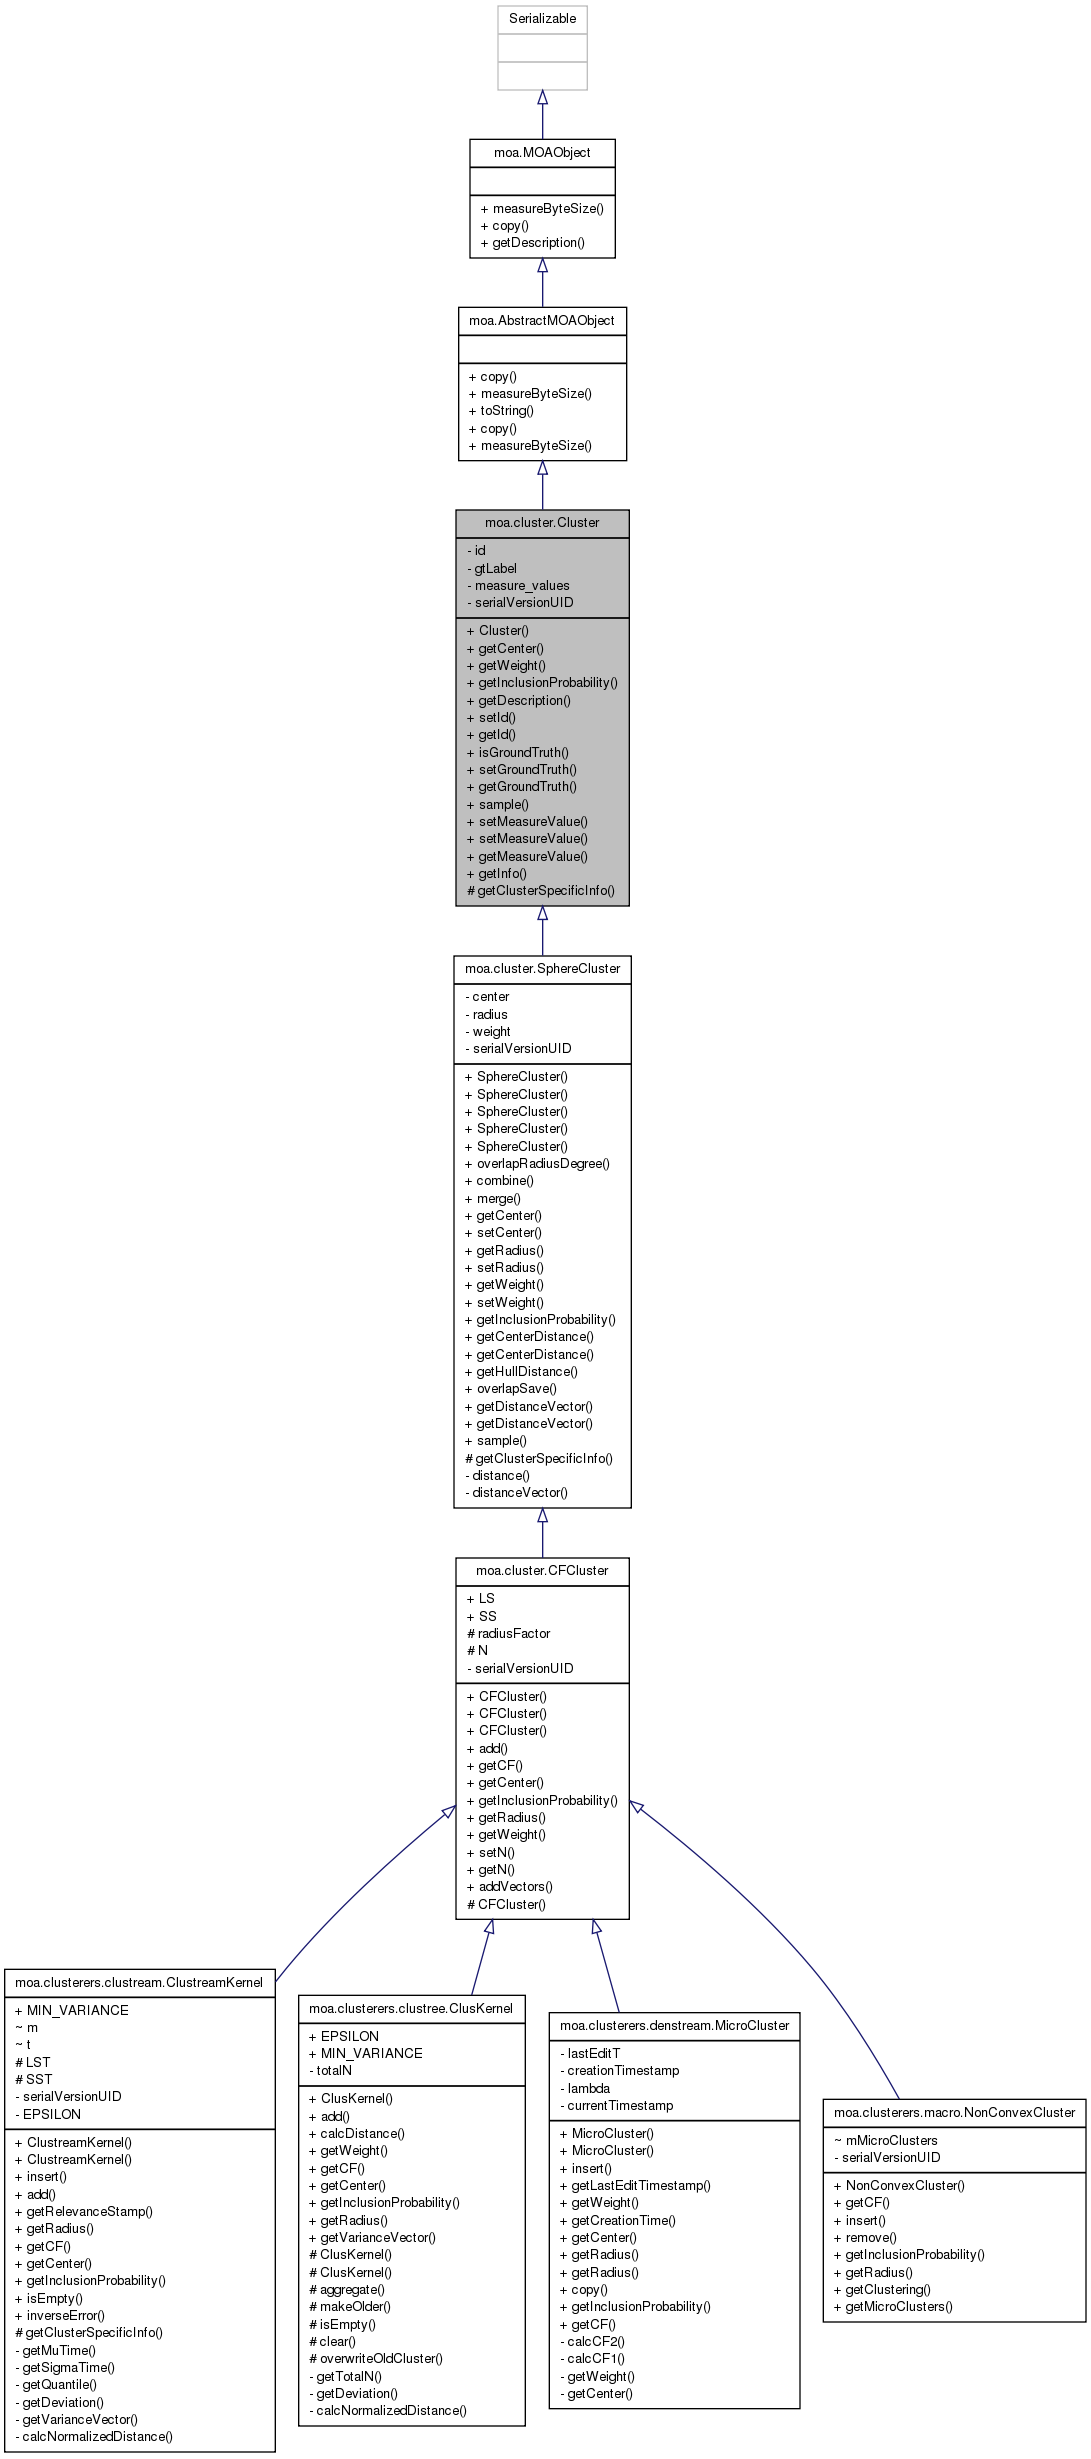 Serializable
moa.MOAObject
+ measureByteSize()
+ copy()
+ getDescription()
moa.AbstractMOAObject
+ copy()
+ measureByteSize()
+ toString()
+ copy()
+ measureByteSize()
moa.cluster.Cluster
- id
- gtLabel
- measure_values
- serialVersionUID
+ Cluster()
+ getCenter()
+ getWeight()
+ getInclusionProbability()
+ getDescription()
+ setId()
+ getId()
+ isGroundTruth()
+ setGroundTruth()
+ getGroundTruth()
+ sample()
+ setMeasureValue()
+ setMeasureValue()
+ getMeasureValue()
+ getInfo()
# getClusterSpecificInfo()
moa.cluster.SphereCluster
- center
- radius
- weight
- serialVersionUID
+ SphereCluster()
+ SphereCluster()
+ SphereCluster()
+ SphereCluster()
+ SphereCluster()
+ overlapRadiusDegree()
+ combine()
+ merge()
+ getCenter()
+ setCenter()
+ getRadius()
+ setRadius()
+ getWeight()
+ setWeight()
+ getInclusionProbability()
+ getCenterDistance()
+ getCenterDistance()
+ getHullDistance()
+ overlapSave()
+ getDistanceVector()
+ getDistanceVector()
+ sample()
# getClusterSpecificInfo()
- distance()
- distanceVector()
moa.cluster.CFCluster
+ LS
+ SS
# radiusFactor
# N
- serialVersionUID
+ CFCluster()
+ CFCluster()
+ CFCluster()
+ add()
+ getCF()
+ getCenter()
+ getInclusionProbability()
+ getRadius()
+ getWeight()
+ setN()
+ getN()
+ addVectors()
# CFCluster()
moa.clusterers.clustream.ClustreamKernel
+ MIN_VARIANCE
~ m
~ t
# LST
# SST
- serialVersionUID
- EPSILON
+ ClustreamKernel()
+ ClustreamKernel()
+ insert()
+ add()
+ getRelevanceStamp()
+ getRadius()
+ getCF()
+ getCenter()
+ getInclusionProbability()
+ isEmpty()
+ inverseError()
# getClusterSpecificInfo()
- getMuTime()
- getSigmaTime()
- getQuantile()
- getDeviation()
- getVarianceVector()
- calcNormalizedDistance()
moa.clusterers.clustree.ClusKernel
+ EPSILON
+ MIN_VARIANCE
- totalN
+ ClusKernel()
+ add()
+ calcDistance()
+ getWeight()
+ getCF()
+ getCenter()
+ getInclusionProbability()
+ getRadius()
+ getVarianceVector()
# ClusKernel()
# ClusKernel()
# aggregate()
# makeOlder()
# isEmpty()
# clear()
# overwriteOldCluster()
- getTotalN()
- getDeviation()
- calcNormalizedDistance()
moa.clusterers.denstream.MicroCluster
- lastEditT
- creationTimestamp
- lambda
- currentTimestamp
+ MicroCluster()
+ MicroCluster()
+ insert()
+ getLastEditTimestamp()
+ getWeight()
+ getCreationTime()
+ getCenter()
+ getRadius()
+ getRadius()
+ copy()
+ getInclusionProbability()
+ getCF()
- calcCF2()
- calcCF1()
- getWeight()
- getCenter()
moa.clusterers.macro.NonConvexCluster
~ mMicroClusters
- serialVersionUID
+ NonConvexCluster()
+ getCF()
+ insert()
+ remove()
+ getInclusionProbability()
+ getRadius()
+ getClustering()
+ getMicroClusters()